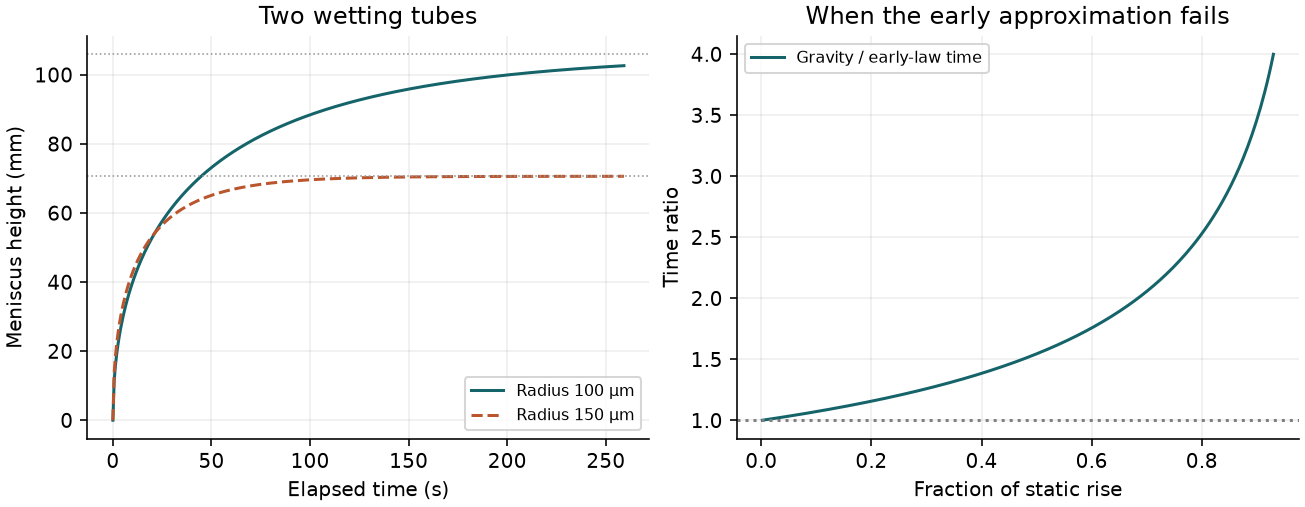 Two wetting tubes
Meniscus height (mm)
100
80
60
40
20
0
Radius 100 μm
Radius 150 μm
0 50 100 150 200 250
Elapsed time (s)
When the early approximation fails
Time ratio
4.0
3.5
3.0
2.5
2.0
1.5
1.0
Gravity / early-law time
0.0 0.2 0.4 0.6 0.8
Fraction of static rise